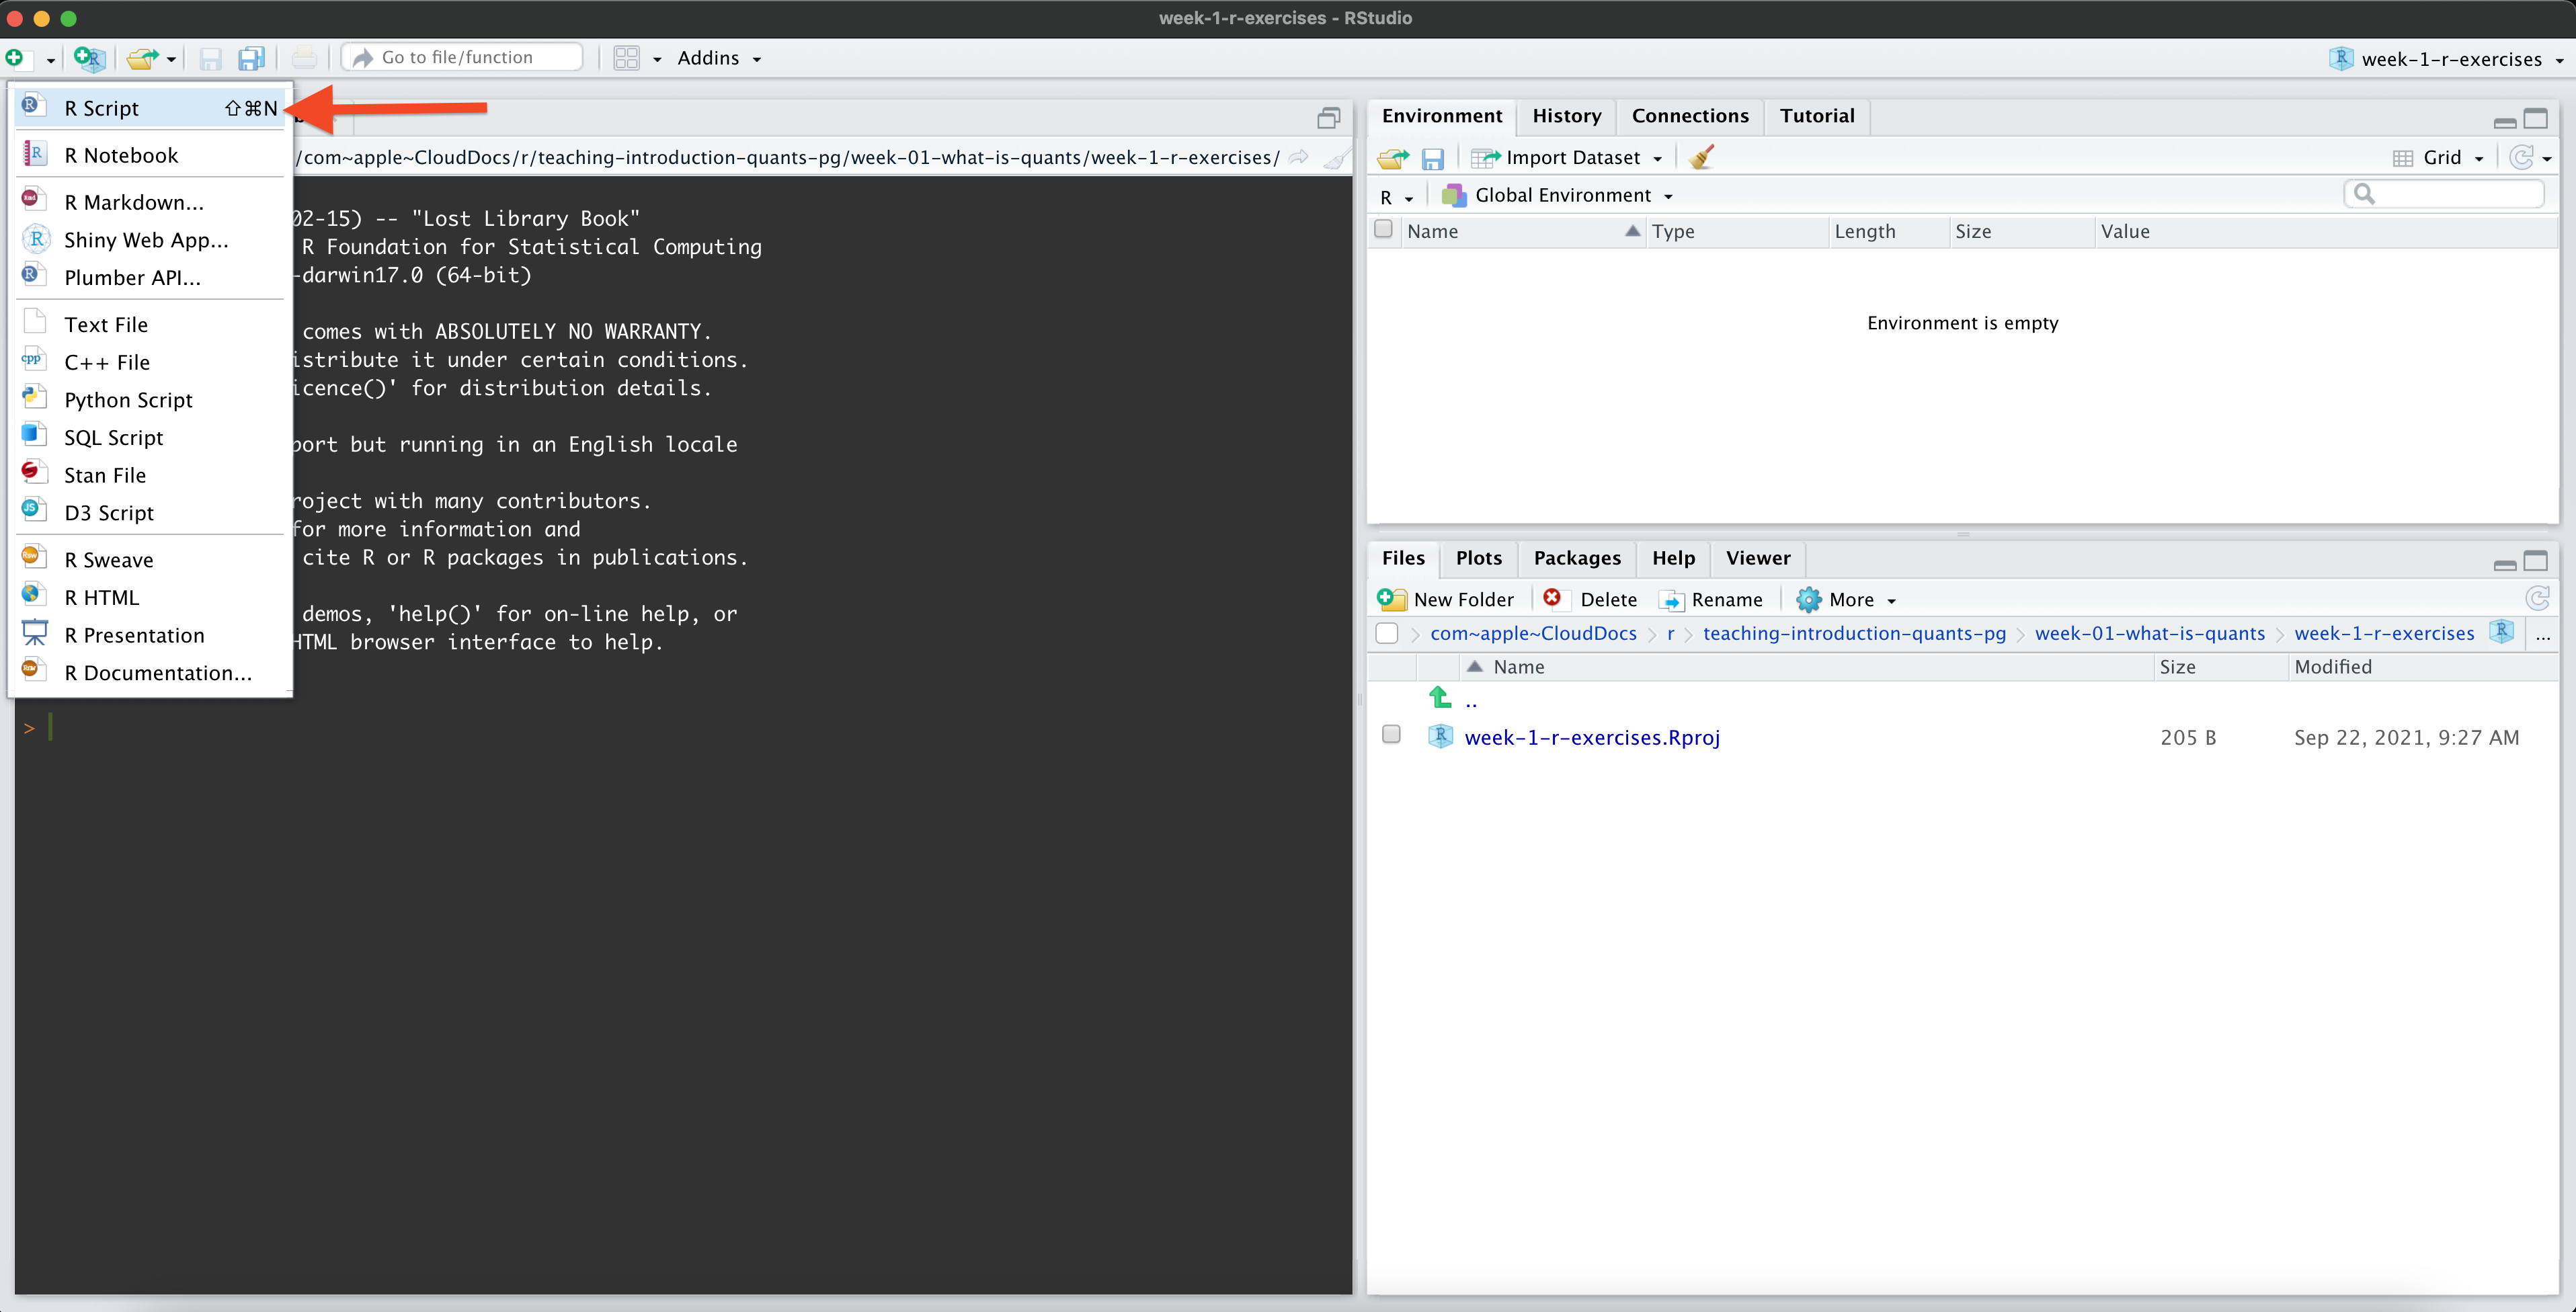 week-1-r-exercises - RStudio
Go to file/function
Addins
week-1-r-exercises
R Script ⇧⌘N
R Notebook
R Markdown...
Shiny Web App...
Plumber API...
Text File
C++ File
Python Script
SQL Script
Stan File
D3 Script
R Sweave
R HTML
R Presentation
R Documentation...
/com~apple~CloudDocs/r/teaching-introduction-quants-pg/week-01-what-is-quants/week-1-r-exercises/
02-15) -- "Lost Library Book"
R Foundation for Statistical Computing
-darwin17.0 (64-bit)
comes with ABSOLUTELY NO WARRANTY.
istribute it under certain conditions.
icence()' for distribution details.
port but running in an English locale
roject with many contributors.
for more information and
cite R or R packages in publications.
demos, 'help()' for on-line help, or
HTML browser interface to help.
>
Environment History Connections Tutorial
Import Dataset Grid
R Global Environment
Name Type Length Size Value
Environment is empty
Files Plots Packages Help Viewer
New Folder Delete Rename More
com~apple~CloudDocs r teaching-introduction-quants-pg week-01-what-is-quants week-1-r-exercises ...
Name Size Modified
..
week-1-r-exercises.Rproj 205 B Sep 22, 2021, 9:27 AM